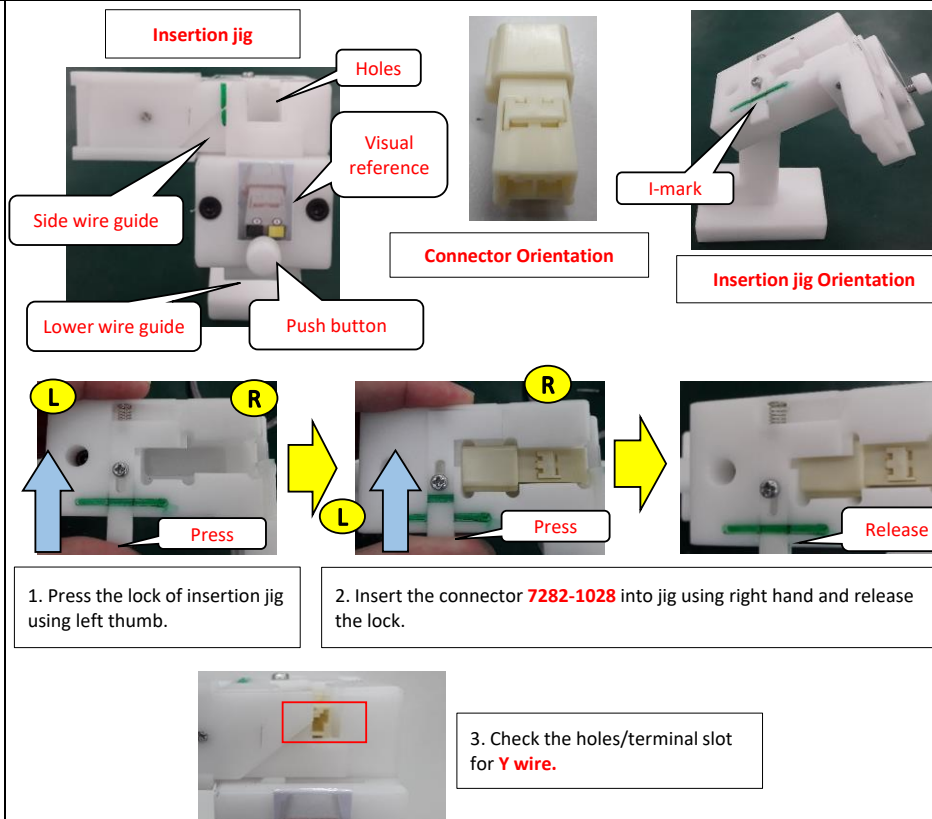 Insertion jig
Holes
Visual
reference
Side wire guide
Lower wire guide
Push button
Connector Orientation
I-mark
Insertion jig Orientation
L
R
Press
R
L
Press
Release
1. Press the lock of insertion jig
using left thumb.
2. Insert the connector 7282-1028 into jig using right hand and release
the lock.
3. Check the holes/terminal slot
for Y wire.